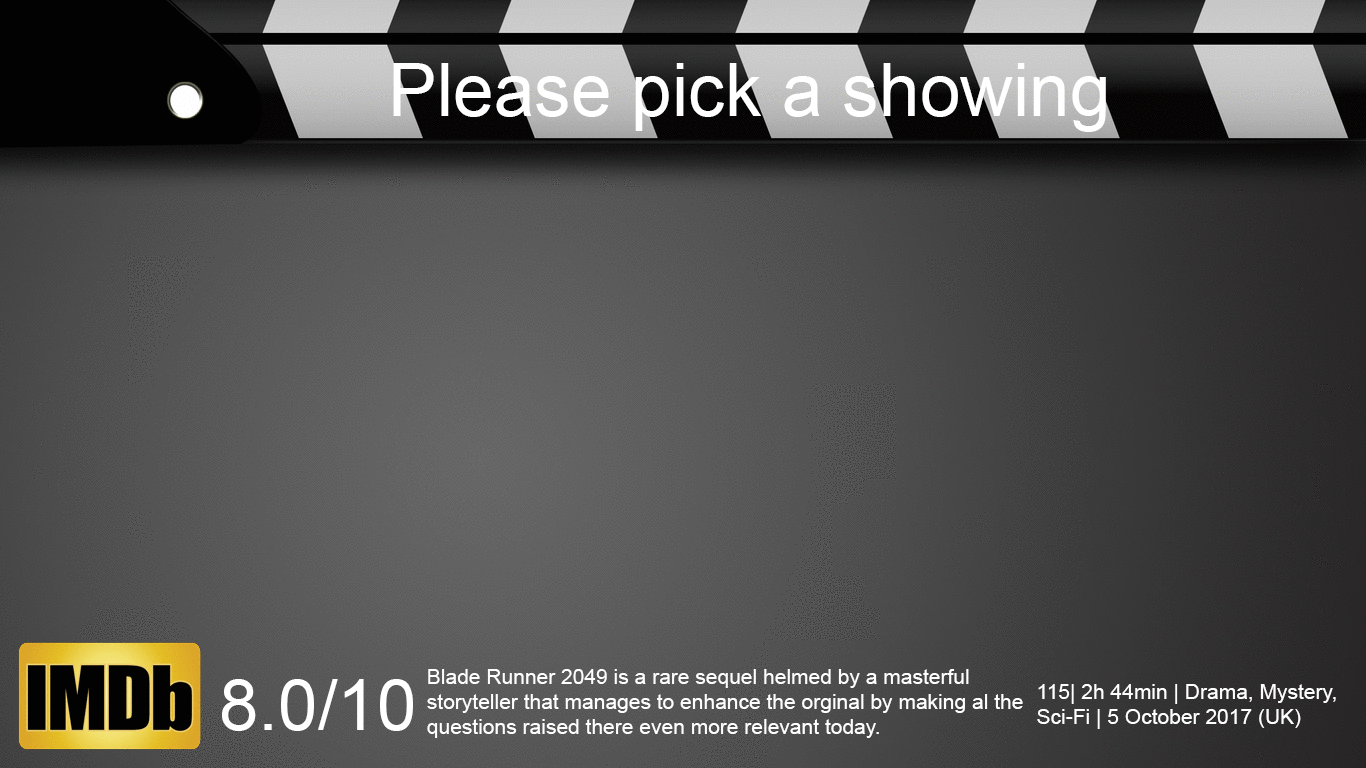 Please pick a showing
IMDb
8.0/10
Blade Runner 2049 is a rare sequel helmed by a masterful
storyteller that manages to enhance the orginal by making al the
questions raised there even more relevant today.
115| 2h 44min | Drama, Mystery,
Sci-Fi | 5 October 2017 (UK)